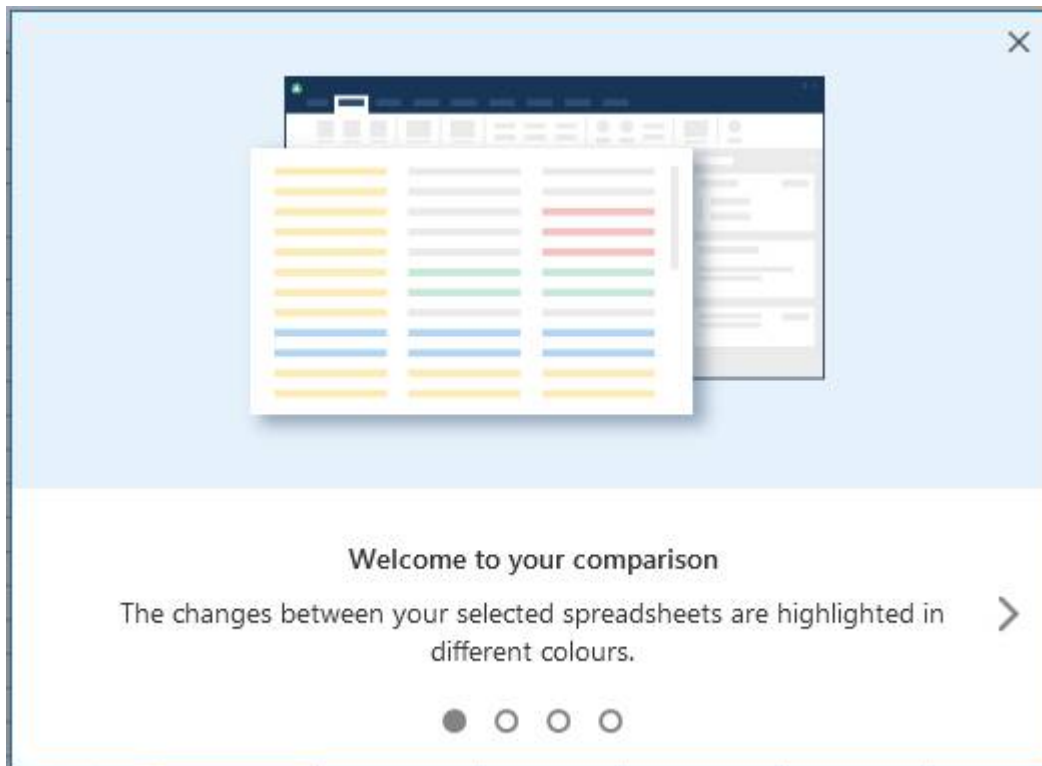 Welcome to your comparison
The changes between your selected spreadsheets are highlighted in
different colours.